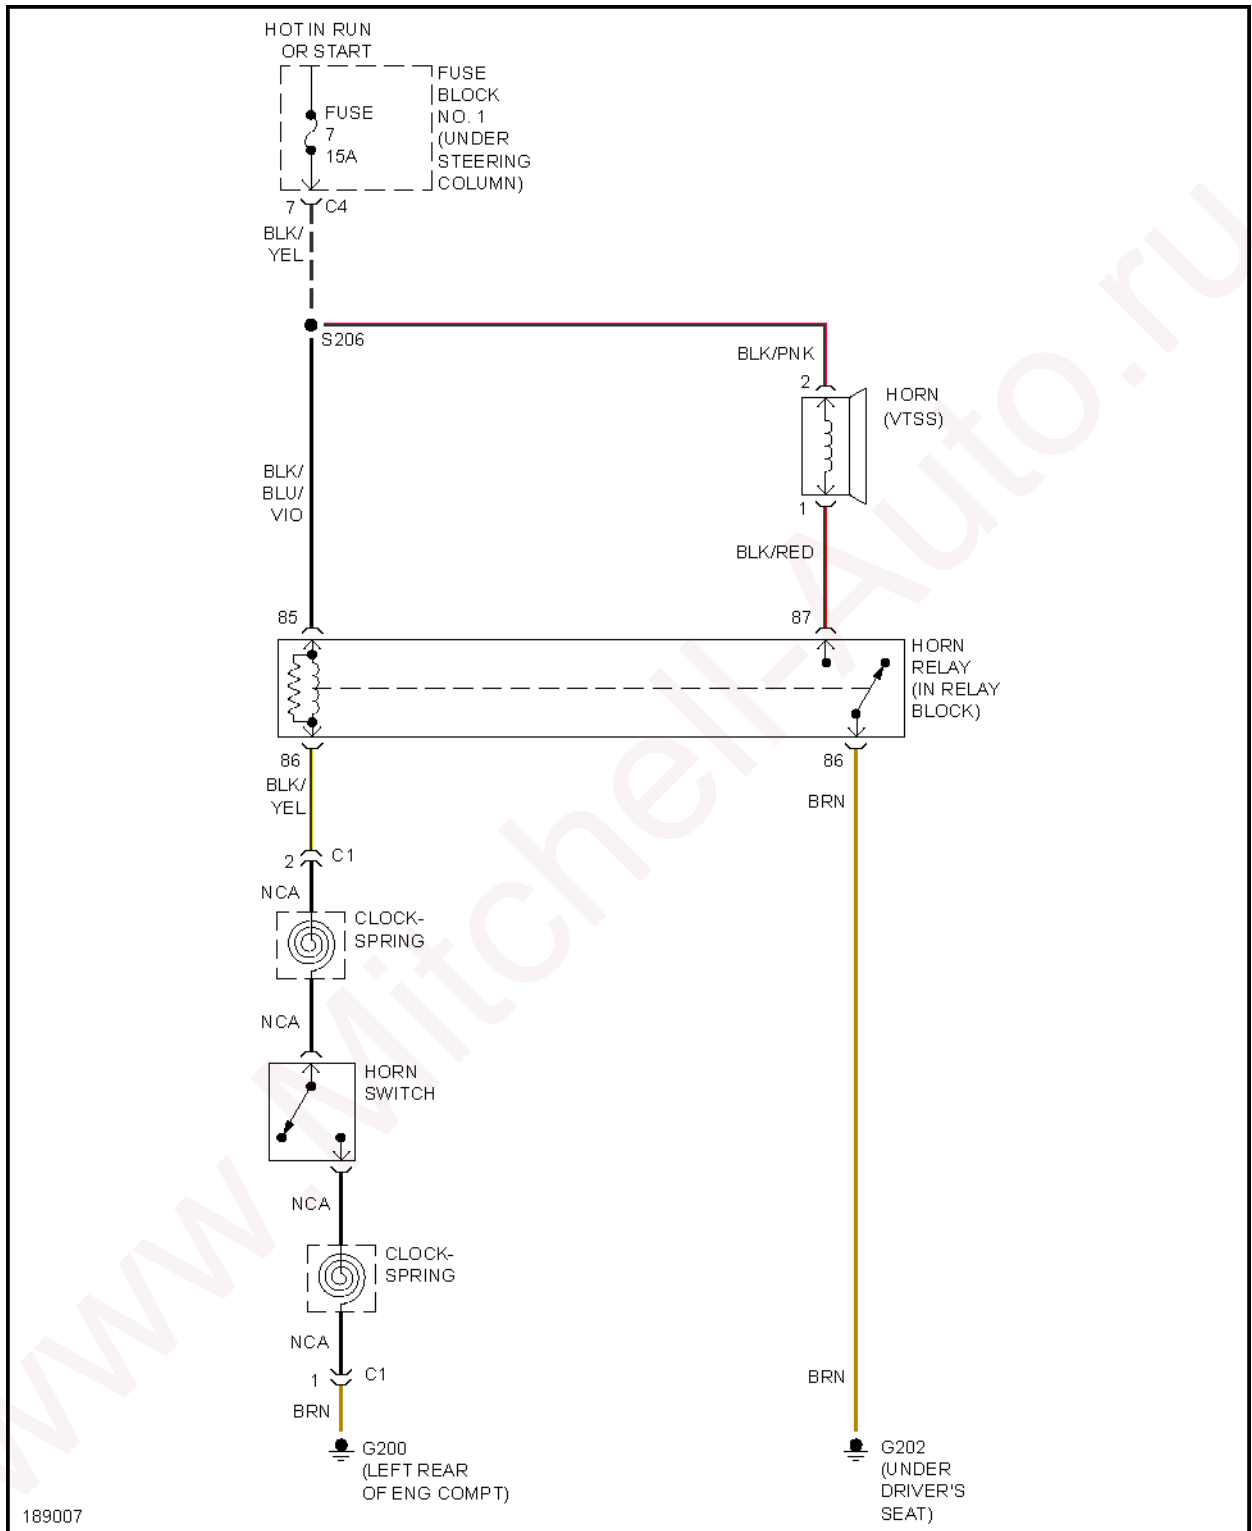 HOT IN RUN
OR START
FUSE
BLOCK
NO. 1
(UNDER
STEERING
COLUMN)
FUSE
7
15A
7
C4
BLK/
YEL
S206
BLK/PNK
2
HORN
(VTSS)
BLK/
BLU/
VIO
1
BLK/RED
85
87
HORN
RELAY
(IN RELAY
BLOCK)
86
86
BLK/
YEL
BRN
2
C1
NCA
CLOCK-
SPRING
NCA
HORN
SWITCH
NCA
CLOCK-
SPRING
NCA
1
C1
BRN
BRN
G200
(LEFT REAR
OF ENG COMPT)
G202
(UNDER
DRIVER'S
SEAT)
189007
www.Mitchell-Auto.ru